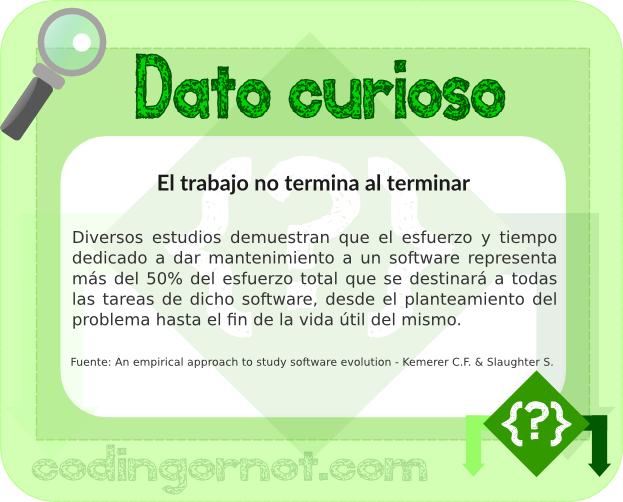 Dato curioso
El trabajo no termina al terminar
Diversos estudios demuestran que el esfuerzo y tiempo
dedicado a dar mantenimiento a un software representa
más del 50% del esfuerzo total que se destinará a todas
las tareas de dicho software, desde el planteamiento del
problema hasta el fin de la vida útil del mismo.
Fuente: An empirical approach to study software evolution - Kemerer C.F. & Slaughter S.
{?}
codingornot.com